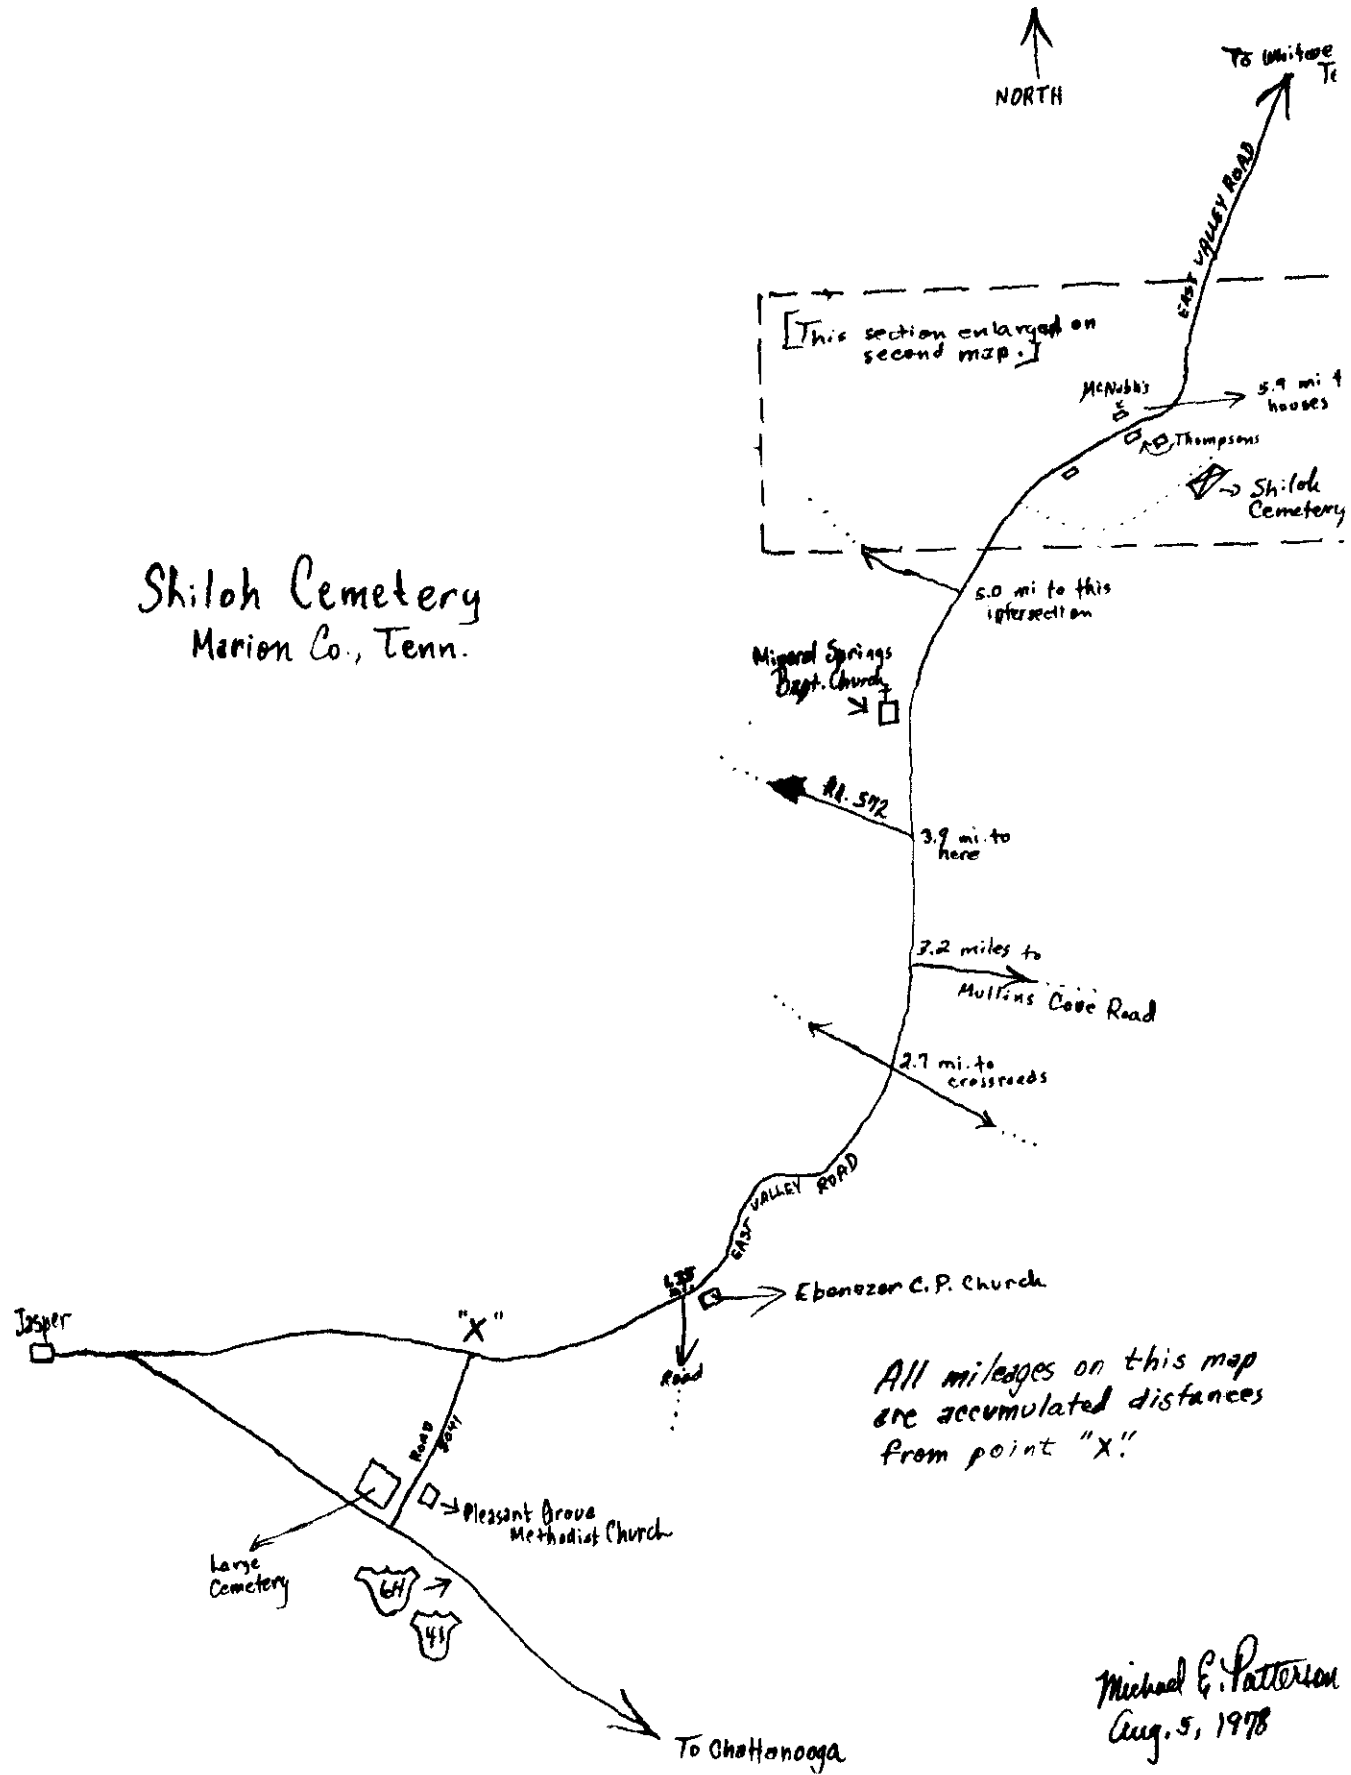 NORTH
To
EAST VALLEY ROAD
[This section enlarged on
second map.]
McNabb's
5.9 mi
houses
Thompsons
Shiloh
Cemetery
5.0 mi to this
intersection
Shiloh Cemetery
Marion Co., Tenn.
Mineral Springs
Bapt. Church
Rd. 572
3.9 mi. to
here
3.2 miles to
Mullins Cove Road
2.7 mi. to
crossroads
EAST VALLEY ROAD
mi.
Ebenezer C.P. Church
Jasper
"X"
Road
All mileages on this map
are accumulated distances
from point "X".
ROAD
Pleasant Grove
Methodist Church
Large
Cemetery
64
41
To Chattanooga
Michael E. Patterson
Aug. 5, 1978